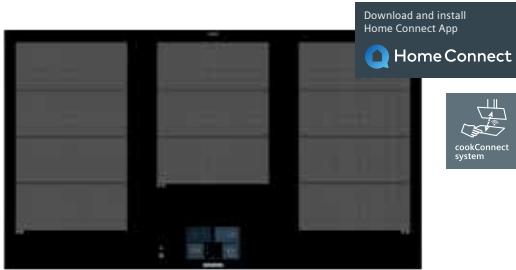 Download and install
Home Connect App
Home Connect
cookConnect
system